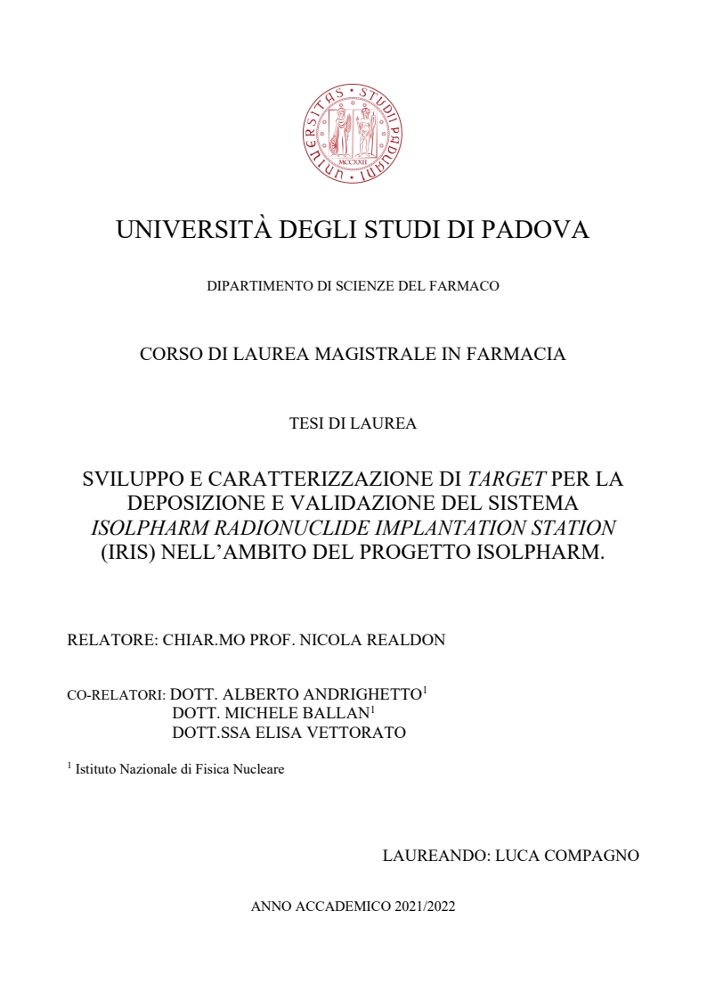 UNIVERSITAS STUDII PADUANI
MCCXXII
UNIVERSITÀ DEGLI STUDI DI PADOVA
DIPARTIMENTO DI SCIENZE DEL FARMACO
CORSO DI LAUREA MAGISTRALE IN FARMACIA
TESI DI LAUREA
SVILUPPO E CARATTERIZZAZIONE DI TARGET PER LA
DEPOSIZIONE E VALIDAZIONE DEL SISTEMA
ISOLPHARM RADIONUCLIDE IMPLANTATION STATION
(IRIS) NELL’AMBITO DEL PROGETTO ISOLPHARM.
RELATORE: CHIAR.MO PROF. NICOLA REALDON
CO-RELATORI: DOTT. ALBERTO ANDRIGHETTO¹
DOTT. MICHELE BALLAN¹
DOTT.SSA ELISA VETTORATO
¹ Istituto Nazionale di Fisica Nucleare
LAUREANDO: LUCA COMPAGNO
ANNO ACCADEMICO 2021/2022